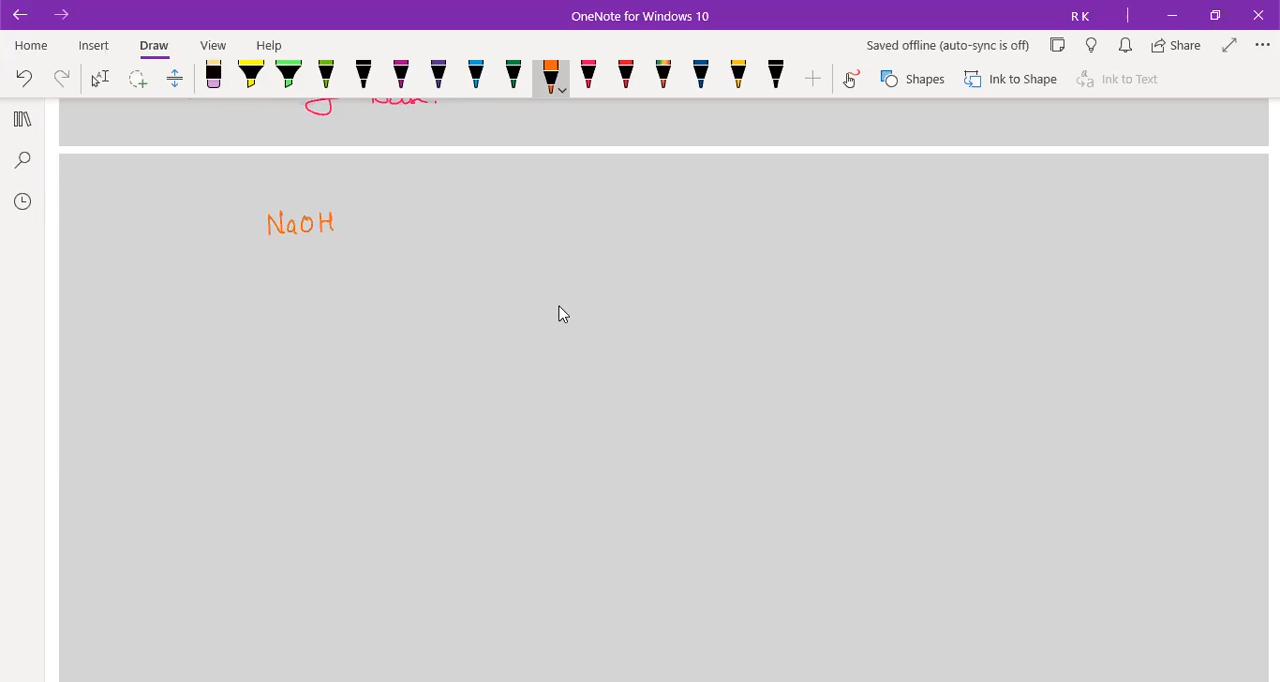 OneNote for Windows 10
R K
Home Insert Draw View Help
Saved offline (auto-sync is off) Share
Shapes Ink to Shape Ink to Text
NaOH